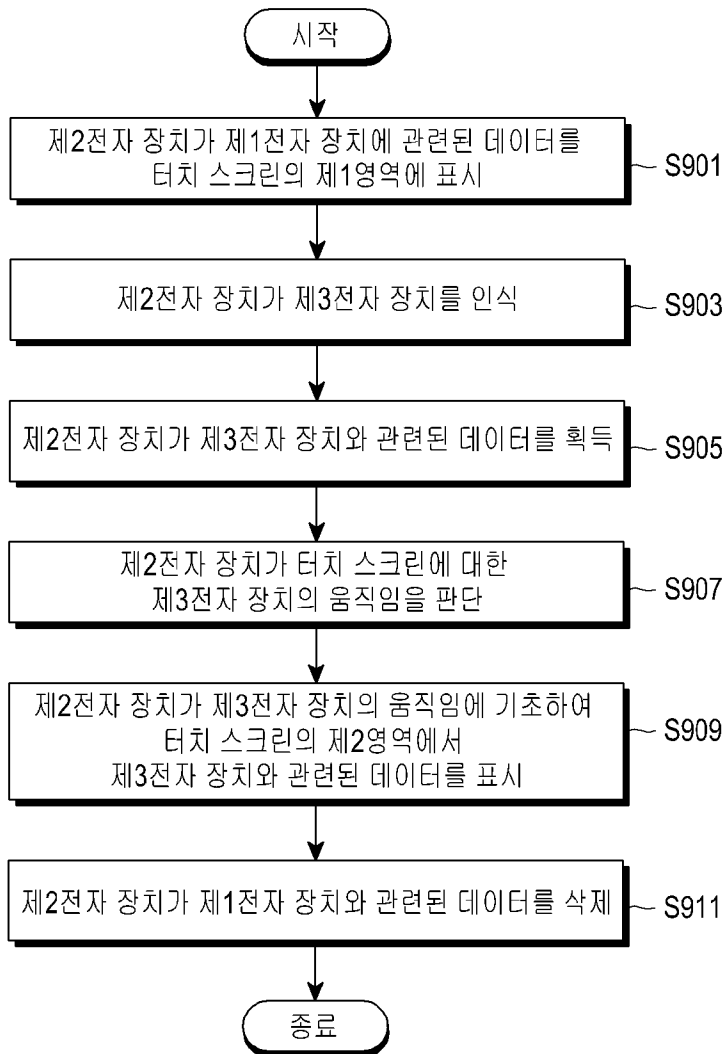 시작
제2전자 장치가 제1전자 장치에 관련된 데이터를
터치 스크린의 제1영역에 표시
S901
제2전자 장치가 제3전자 장치를 인식
S903
제2전자 장치가 제3전자 장치와 관련된 데이터를 획득
S905
제2전자 장치가 터치 스크린에 대한
제3전자 장치의 움직임을 판단
S907
제2전자 장치가 제3전자 장치의 움직임에 기초하여
터치 스크린의 제2영역에서
제3전자 장치와 관련된 데이터를 표시
S909
제2전자 장치가 제1전자 장치와 관련된 데이터를 삭제
S911
종료